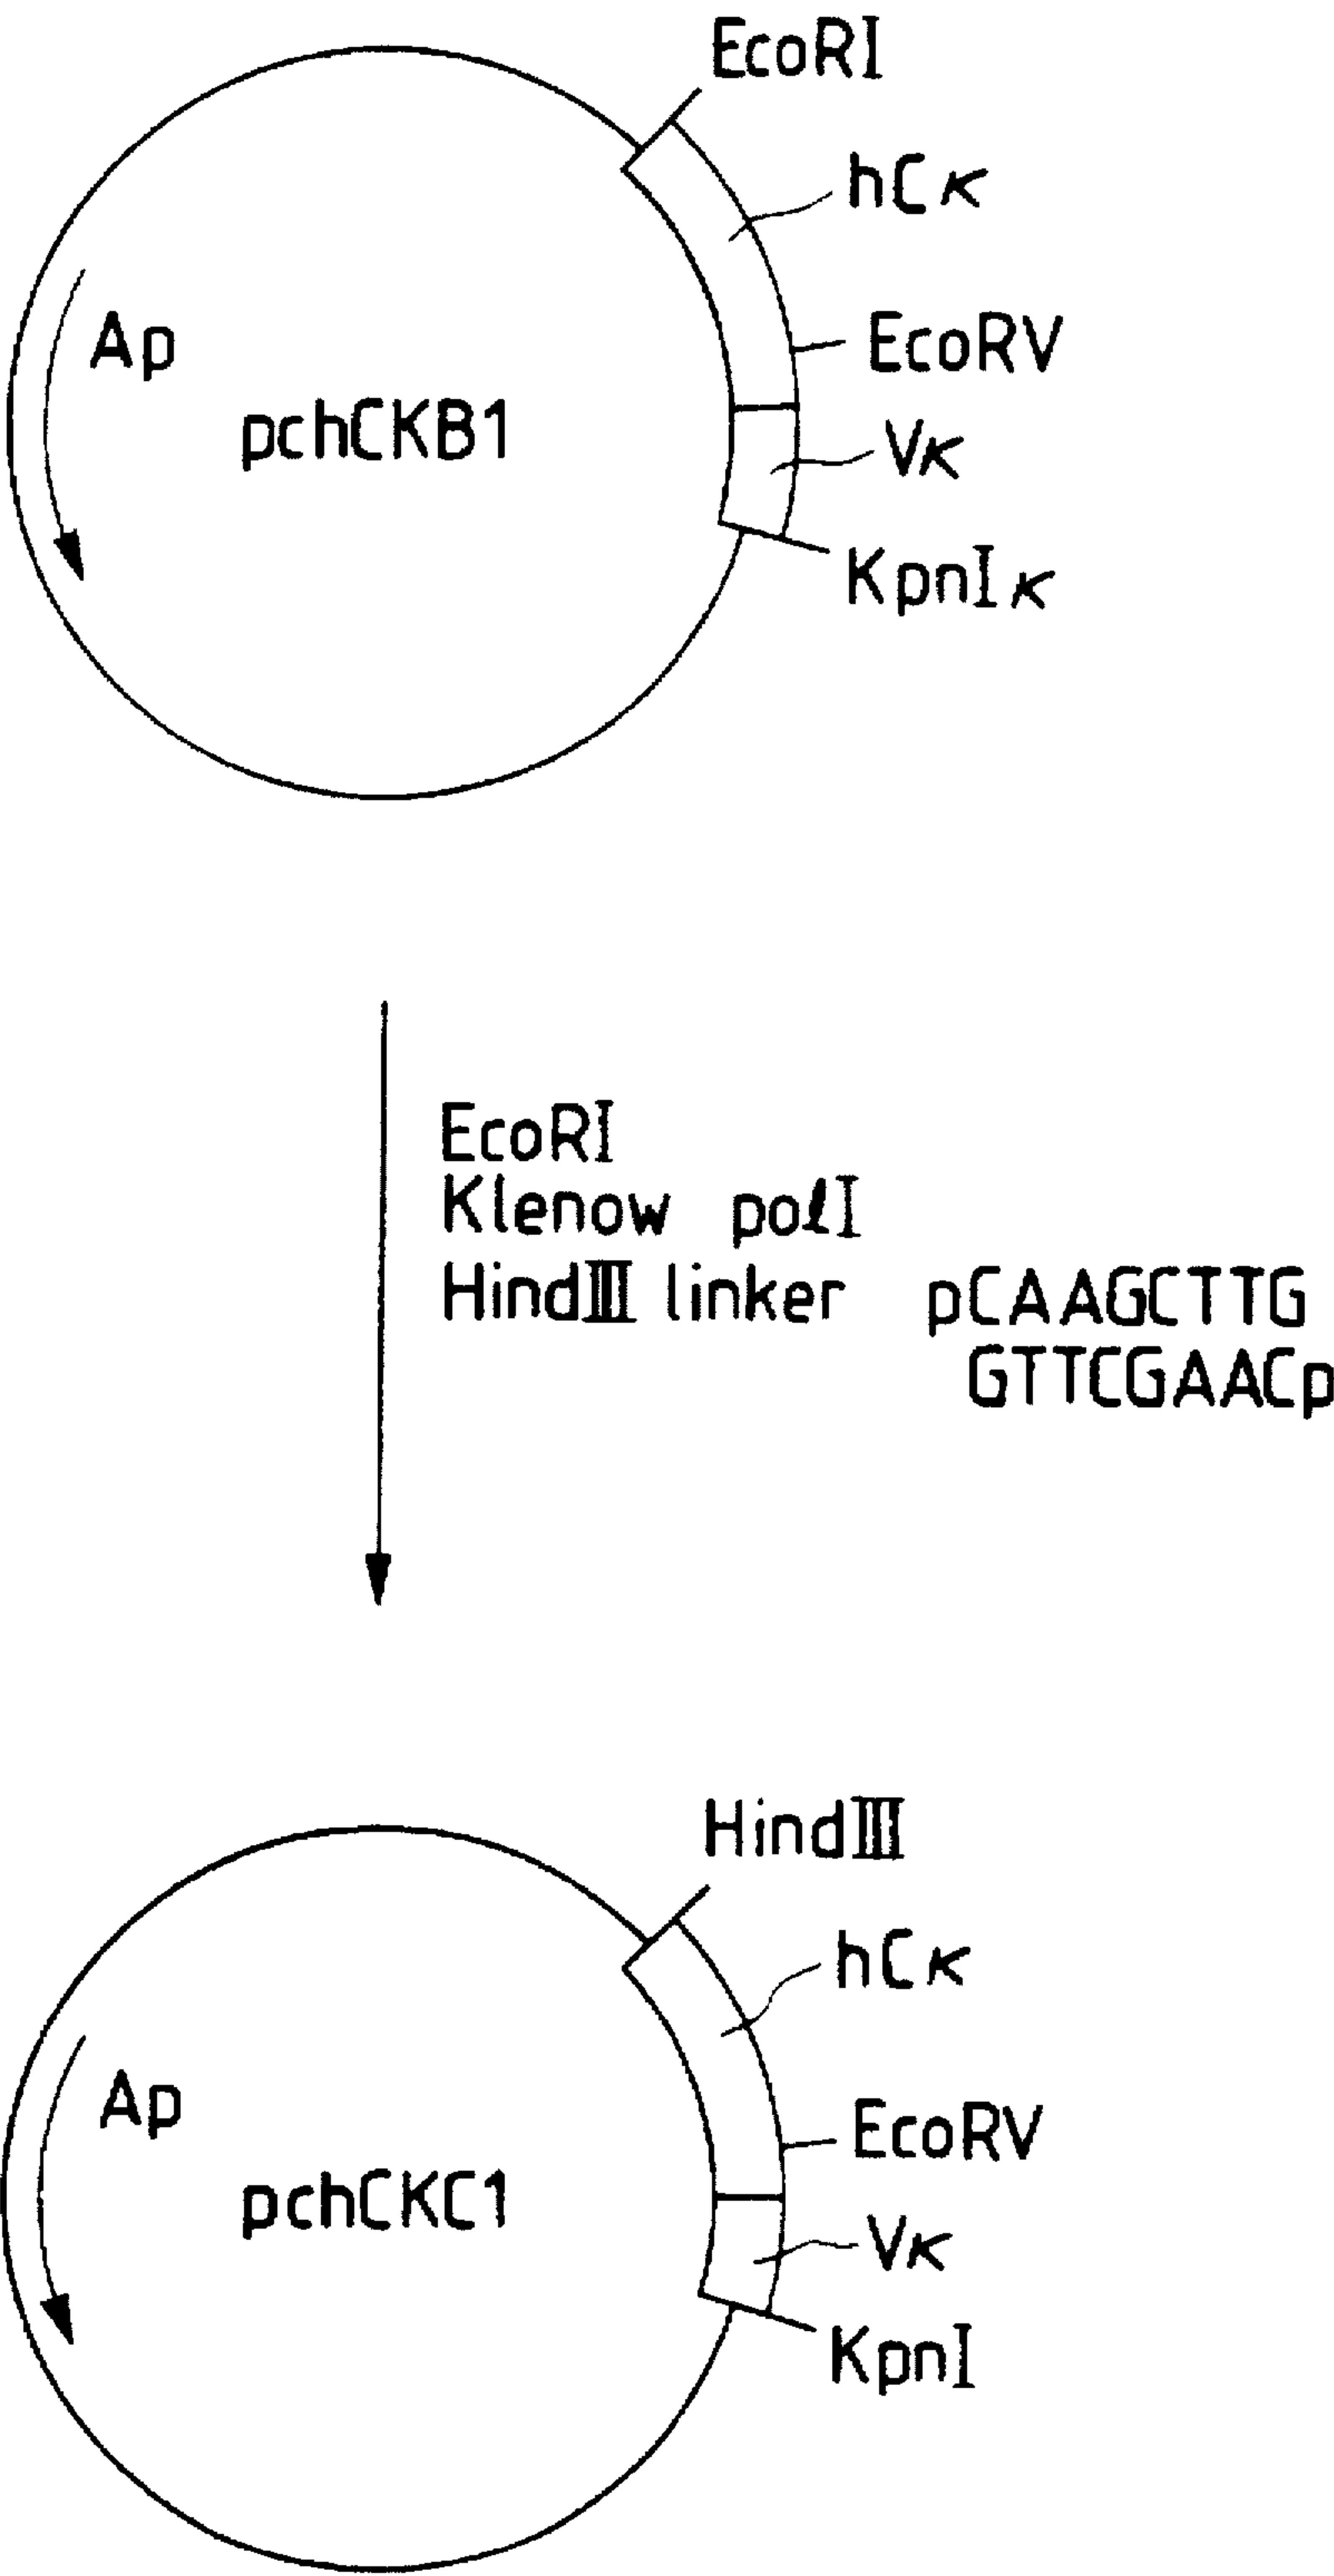 EcoRI
hCκ
EcoRV
Ap
pchCKB1
Vκ
KpnIκ
EcoRI
Klenow polI
HindIII linker pCAAGCTTG
GTTCGAACp
HindIII
hCκ
Ap
EcoRV
pchCKC1
Vκ
KpnI